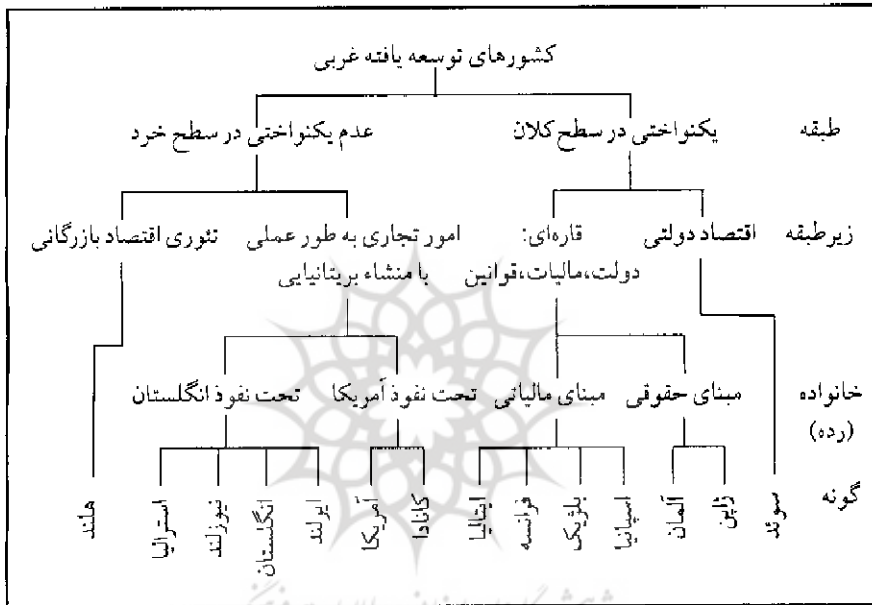 کشورهای توسعه یافته غربی
طبقه یکنواختی در سطح کلان عدم یکنواختی در سطح خرد
زیرطبقه اقتصاد دولتی قاره‌ای: امور تجاری به طور عملی تئوری اقتصاد بازرگانی
دولت،مالیات،قوانین با منشاء بریتانیایی
خانواده مبنای حقوقی مبنای مالیاتی تحت نفوذ آمریکا تحت نفوذ انگلستان
(رده)
گونه سوئد ژاپن آلمان اسپانیا بلژیک فرانسه ایتالیا کانادا آمریکا ایرلند انگلستان نیوزلند استرالیا هلند